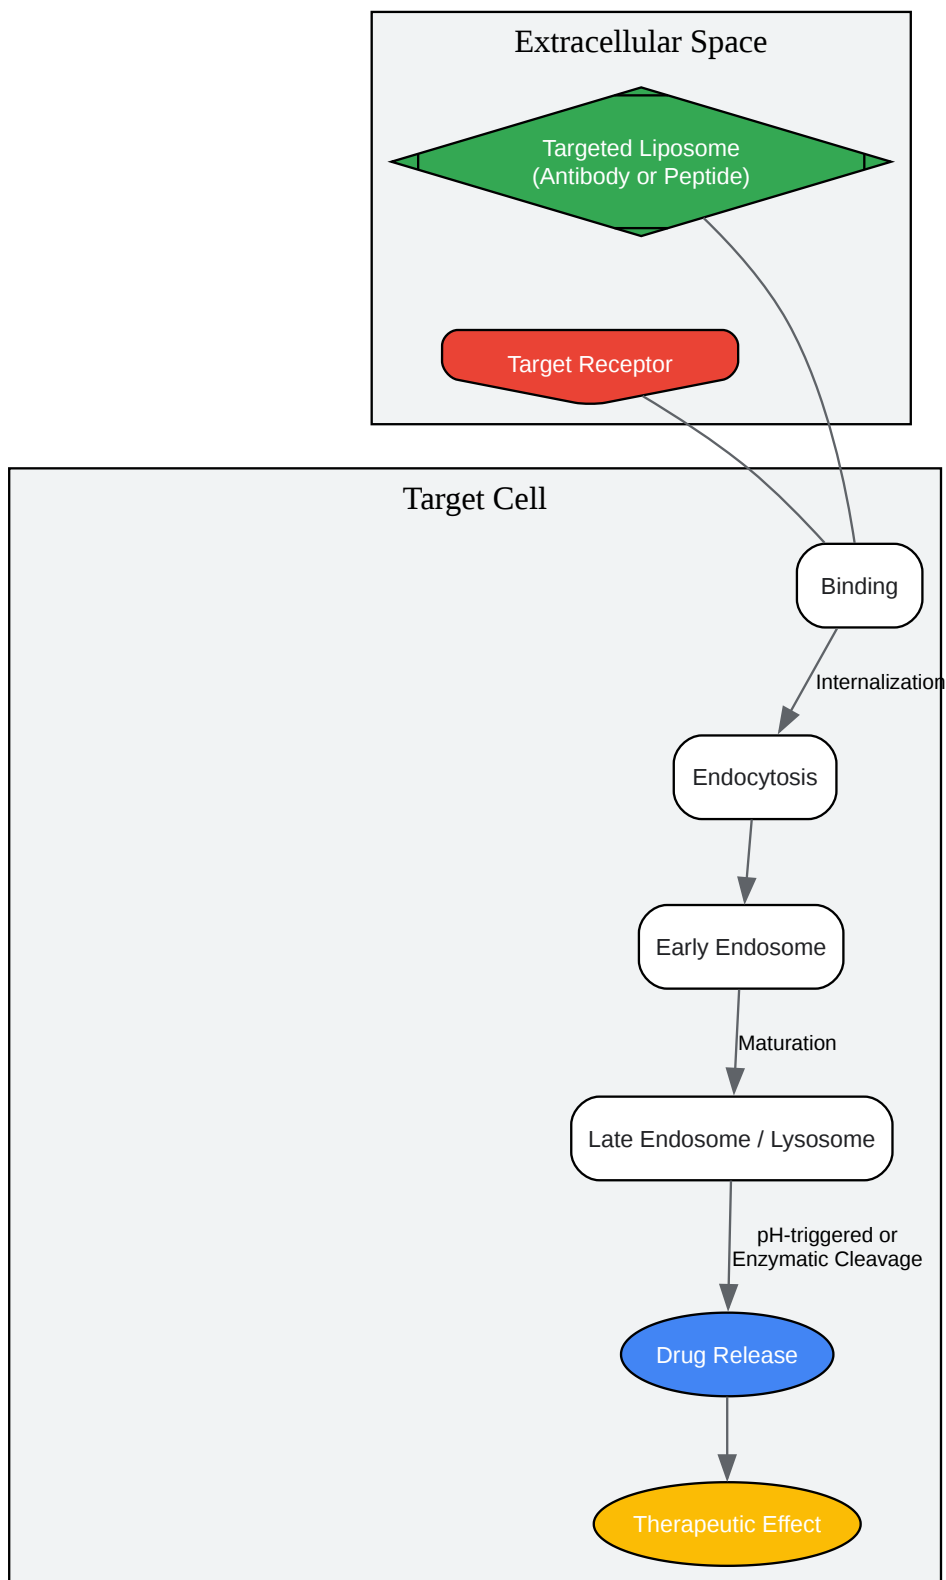 Extracellular Space
Targeted Liposome
(Antibody or Peptide)
Target Receptor
Target Cell
Binding
Internalization
Endocytosis
Early Endosome
Maturation
Late Endosome / Lysosome
pH-triggered or
Enzymatic Cleavage
Drug Release
Therapeutic Effect